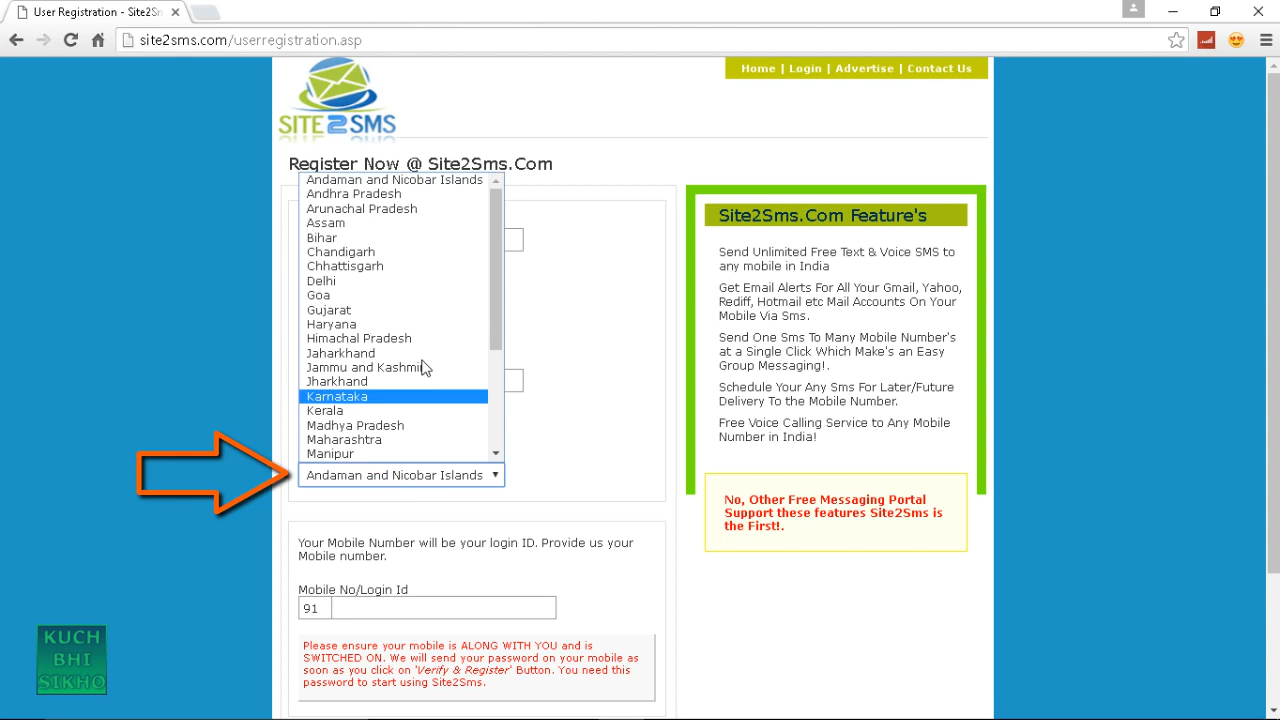 User Registration - Site2Sn
site2sms.com/userregistration.asp
Home | Login | Advertise | Contact Us
SITE2SMS
Register Now @ Site2Sms.Com
Andaman and Nicobar Islands
Andhra Pradesh
Arunachal Pradesh
Assam
Bihar
Chandigarh
Chhattisgarh
Delhi
Goa
Gujarat
Haryana
Himachal Pradesh
Jaharkhand
Jammu and Kashmir
Jharkhand
Karnataka
Kerala
Madhya Pradesh
Maharashtra
Manipur
Andaman and Nicobar Islands
Your Mobile Number will be your login ID. Provide us your
Mobile number.
Mobile No/Login Id
91
Please ensure your mobile is ALONG WITH YOU and is
SWITCHED ON. We will send your password on your mobile as
soon as you click on 'Verify & Register' Button. You need this
password to start using Site2Sms.
Site2Sms.Com Feature's
Send Unlimited Free Text & Voice SMS to
any mobile in India
Get Email Alerts For All Your Gmail, Yahoo,
Rediff, Hotmail etc Mail Accounts On Your
Mobile Via Sms.
Send One Sms To Many Mobile Number's
at a Single Click Which Make's an Easy
Group Messaging!.
Schedule Your Any Sms For Later/Future
Delivery To the Mobile Number.
Free Voice Calling Service to Any Mobile
Number in India!
No, Other Free Messaging Portal
Support these features Site2Sms is
the First!.
KUCH
BHI
SIKHO